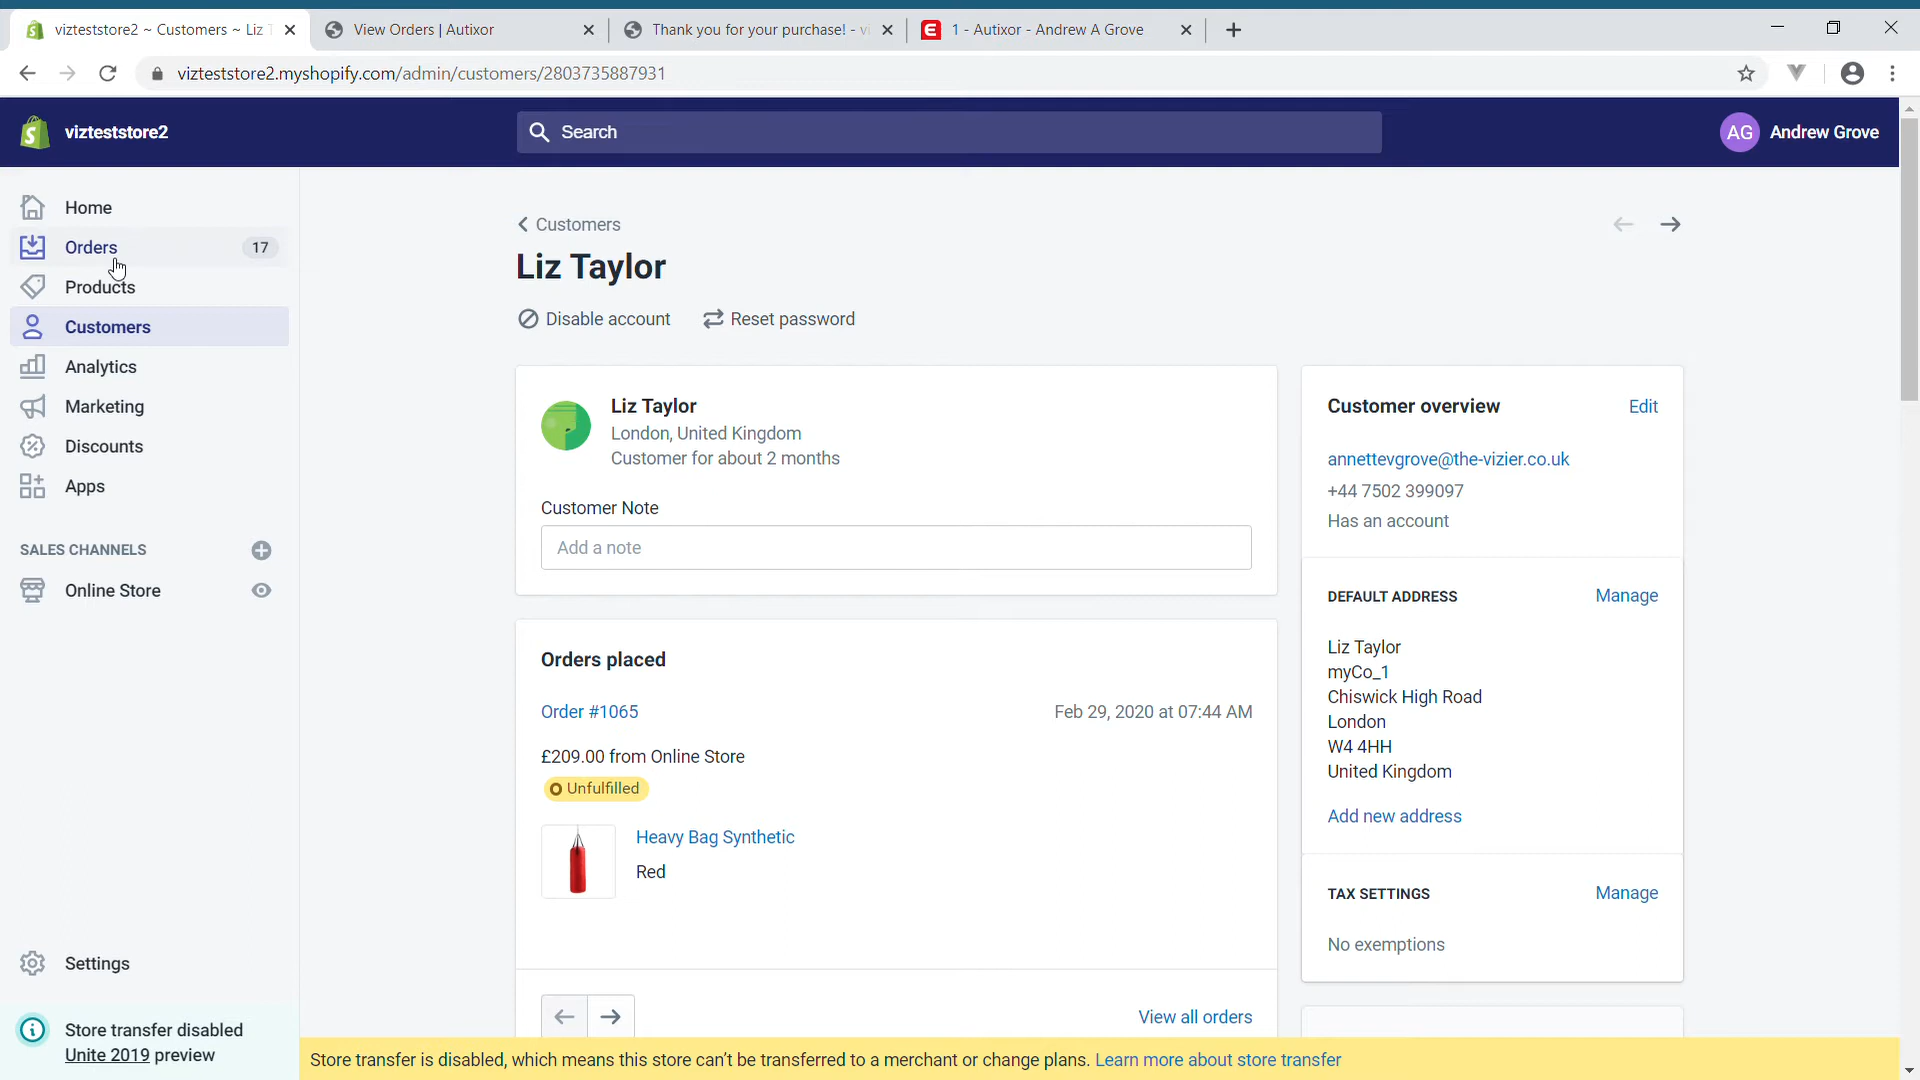 vizteststore2 ~ Customers ~ Liz T
View Orders | Autixor
Thank you for your purchase! - vi
1 - Autixor - Andrew A Grove
vizteststore2.myshopify.com/admin/customers/2803735887931
vizteststore2
Search
AG
Andrew Grove
Home
Orders
17
Products
Customers
Analytics
Marketing
Discounts
Apps
SALES CHANNELS
Online Store
Settings
Store transfer disabled
Unite 2019 preview
Customers
Liz Taylor
Disable account
Reset password
Liz Taylor
London, United Kingdom
Customer for about 2 months
Customer Note
Add a note
Orders placed
Order #1065
Feb 29, 2020 at 07:44 AM
£209.00 from Online Store
Unfulfilled
Heavy Bag Synthetic
Red
View all orders
Customer overview
Edit
annettevgrove@the-vizier.co.uk
+44 7502 399097
Has an account
DEFAULT ADDRESS
Manage
Liz Taylor
myCo_1
Chiswick High Road
London
W4 4HH
United Kingdom
Add new address
TAX SETTINGS
Manage
No exemptions
Store transfer is disabled, which means this store can't be transferred to a merchant or change plans. Learn more about store transfer